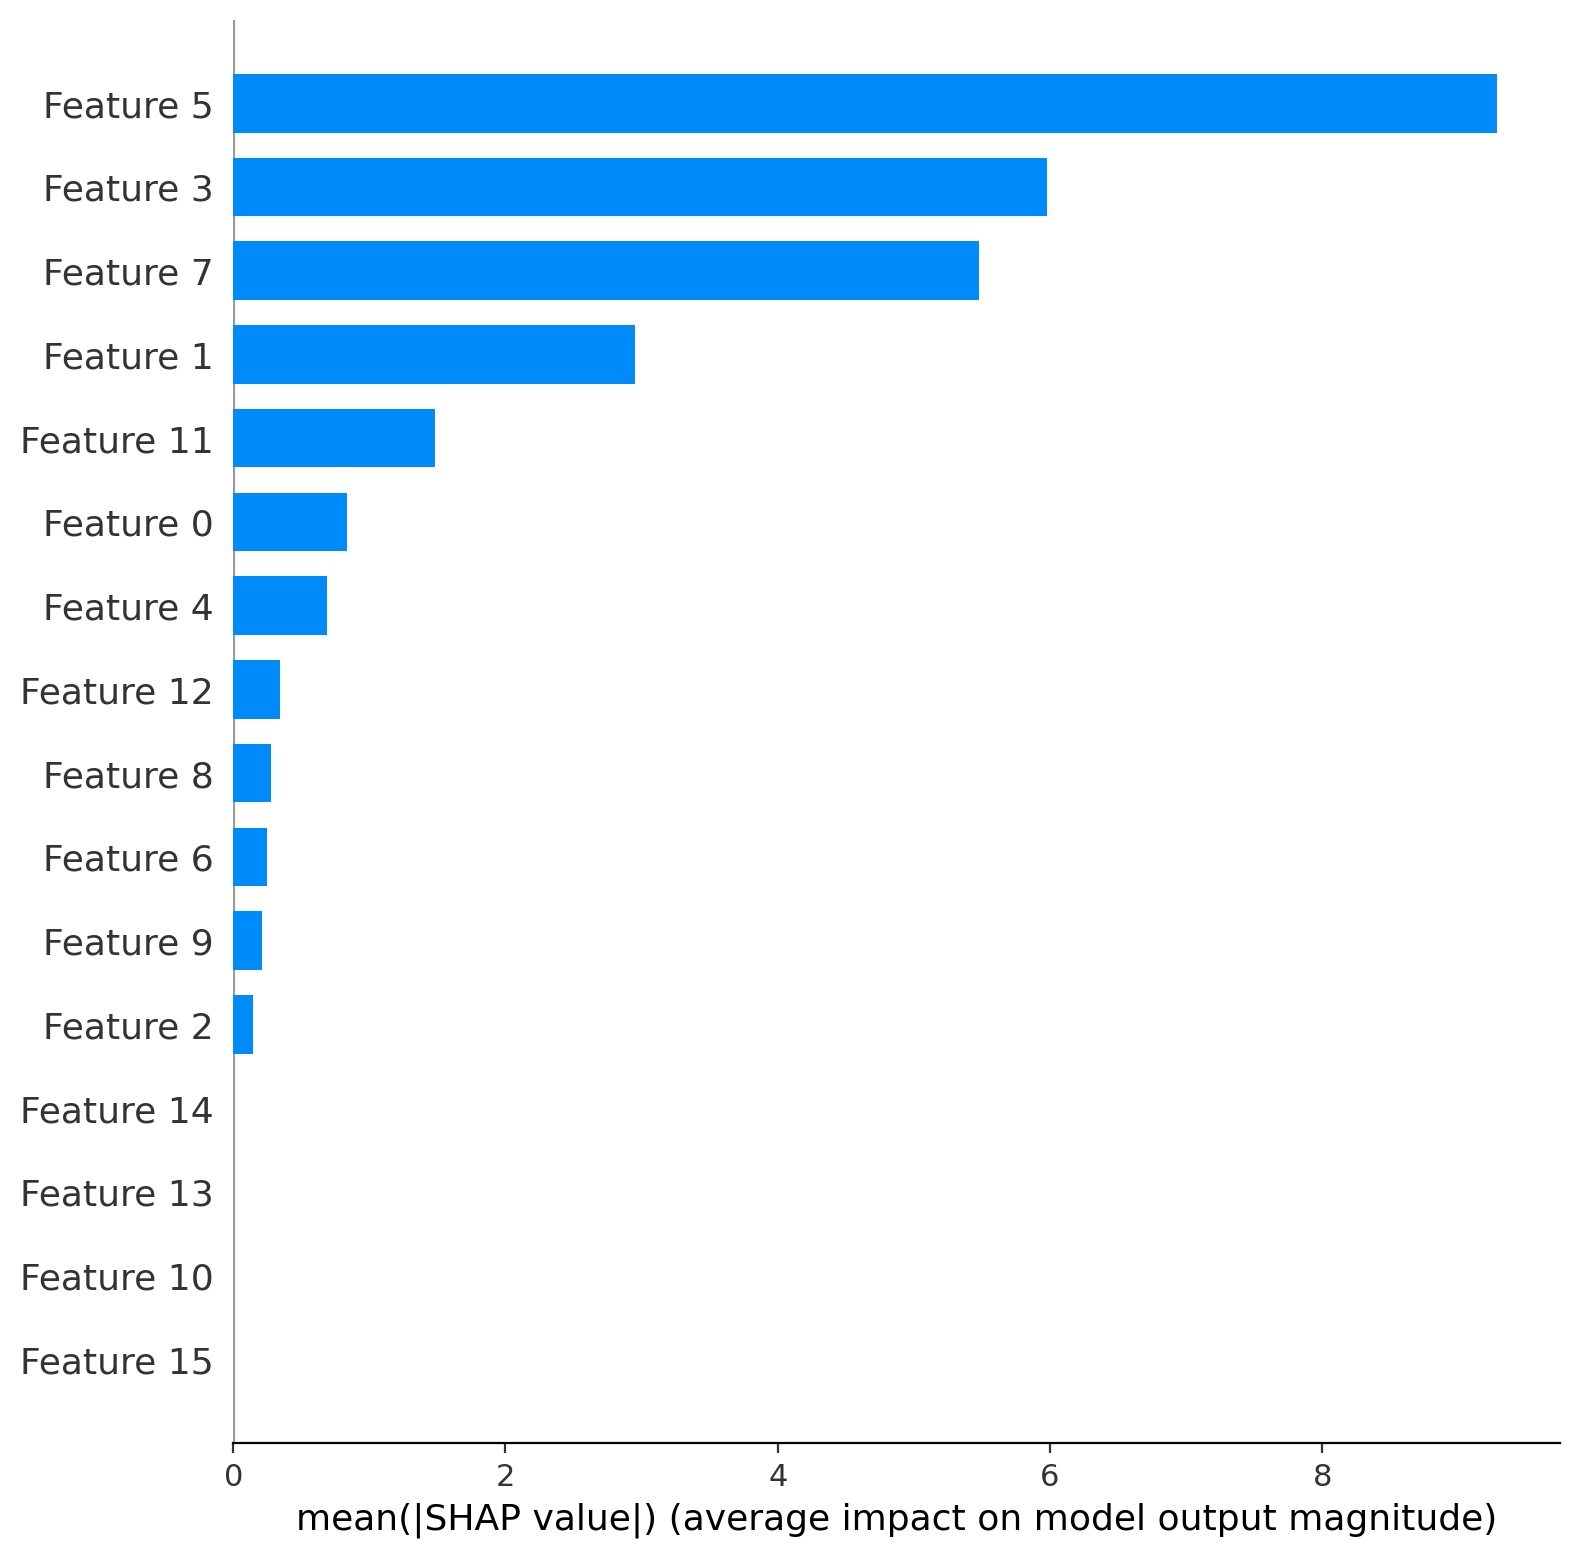 Feature 5
Feature 3
Feature 7
Feature 1
Feature 11
Feature 0
Feature 4
Feature 12
Feature 8
Feature 6
Feature 9
Feature 2
Feature 14
Feature 13
Feature 10
Feature 15
0 2 4 6 8
mean(|SHAP value|) (average impact on model output magnitude)